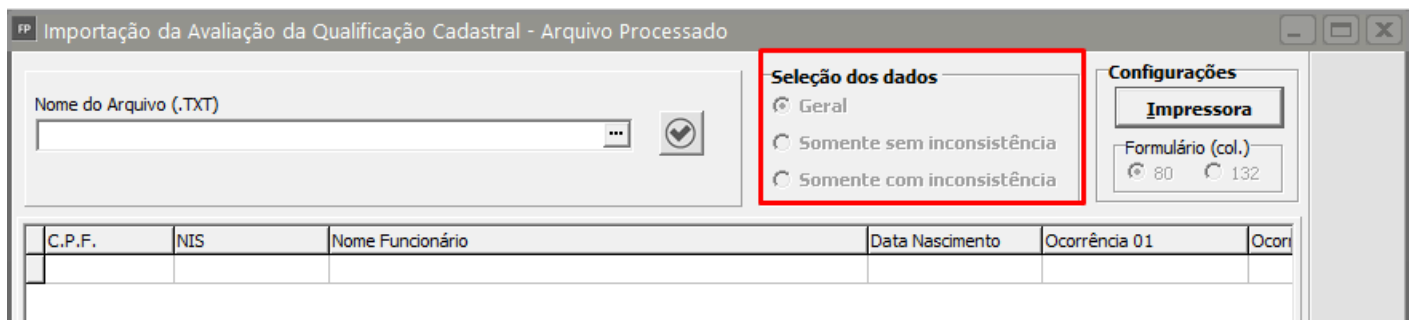 FP Importação da Avaliação da Qualificação Cadastral - Arquivo Processado
Nome do Arquivo (.TXT)
...
Seleção dos dados
Geral
Somente sem inconsistência
Somente com inconsistência
Configurações
Impressora
Formulário (col.)
80 132
C.P.F. NIS Nome Funcionário Data Nascimento Ocorrência 01 Ocorr